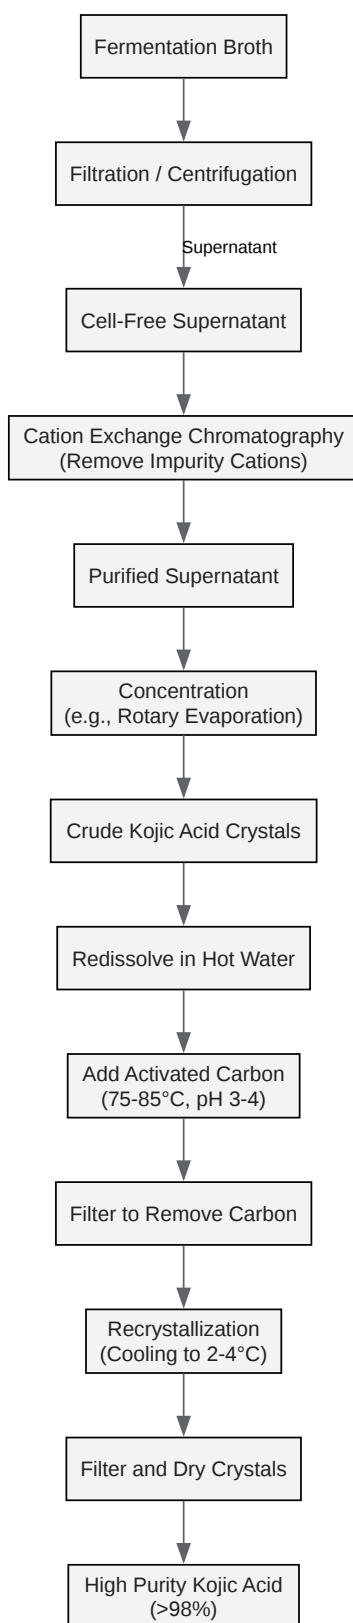 Fermentation Broth
Filtration / Centrifugation
Supernatant
Cell-Free Supernatant
Cation Exchange Chromatography
(Remove Impurity Cations)
Purified Supernatant
Concentration
(e.g., Rotary Evaporation)
Crude Kojic Acid Crystals
Redissolve in Hot Water
Add Activated Carbon
(75-85°C, pH 3-4)
Filter to Remove Carbon
Recrystallization
(Cooling to 2-4°C)
Filter and Dry Crystals
High Purity Kojic Acid
(>98%)